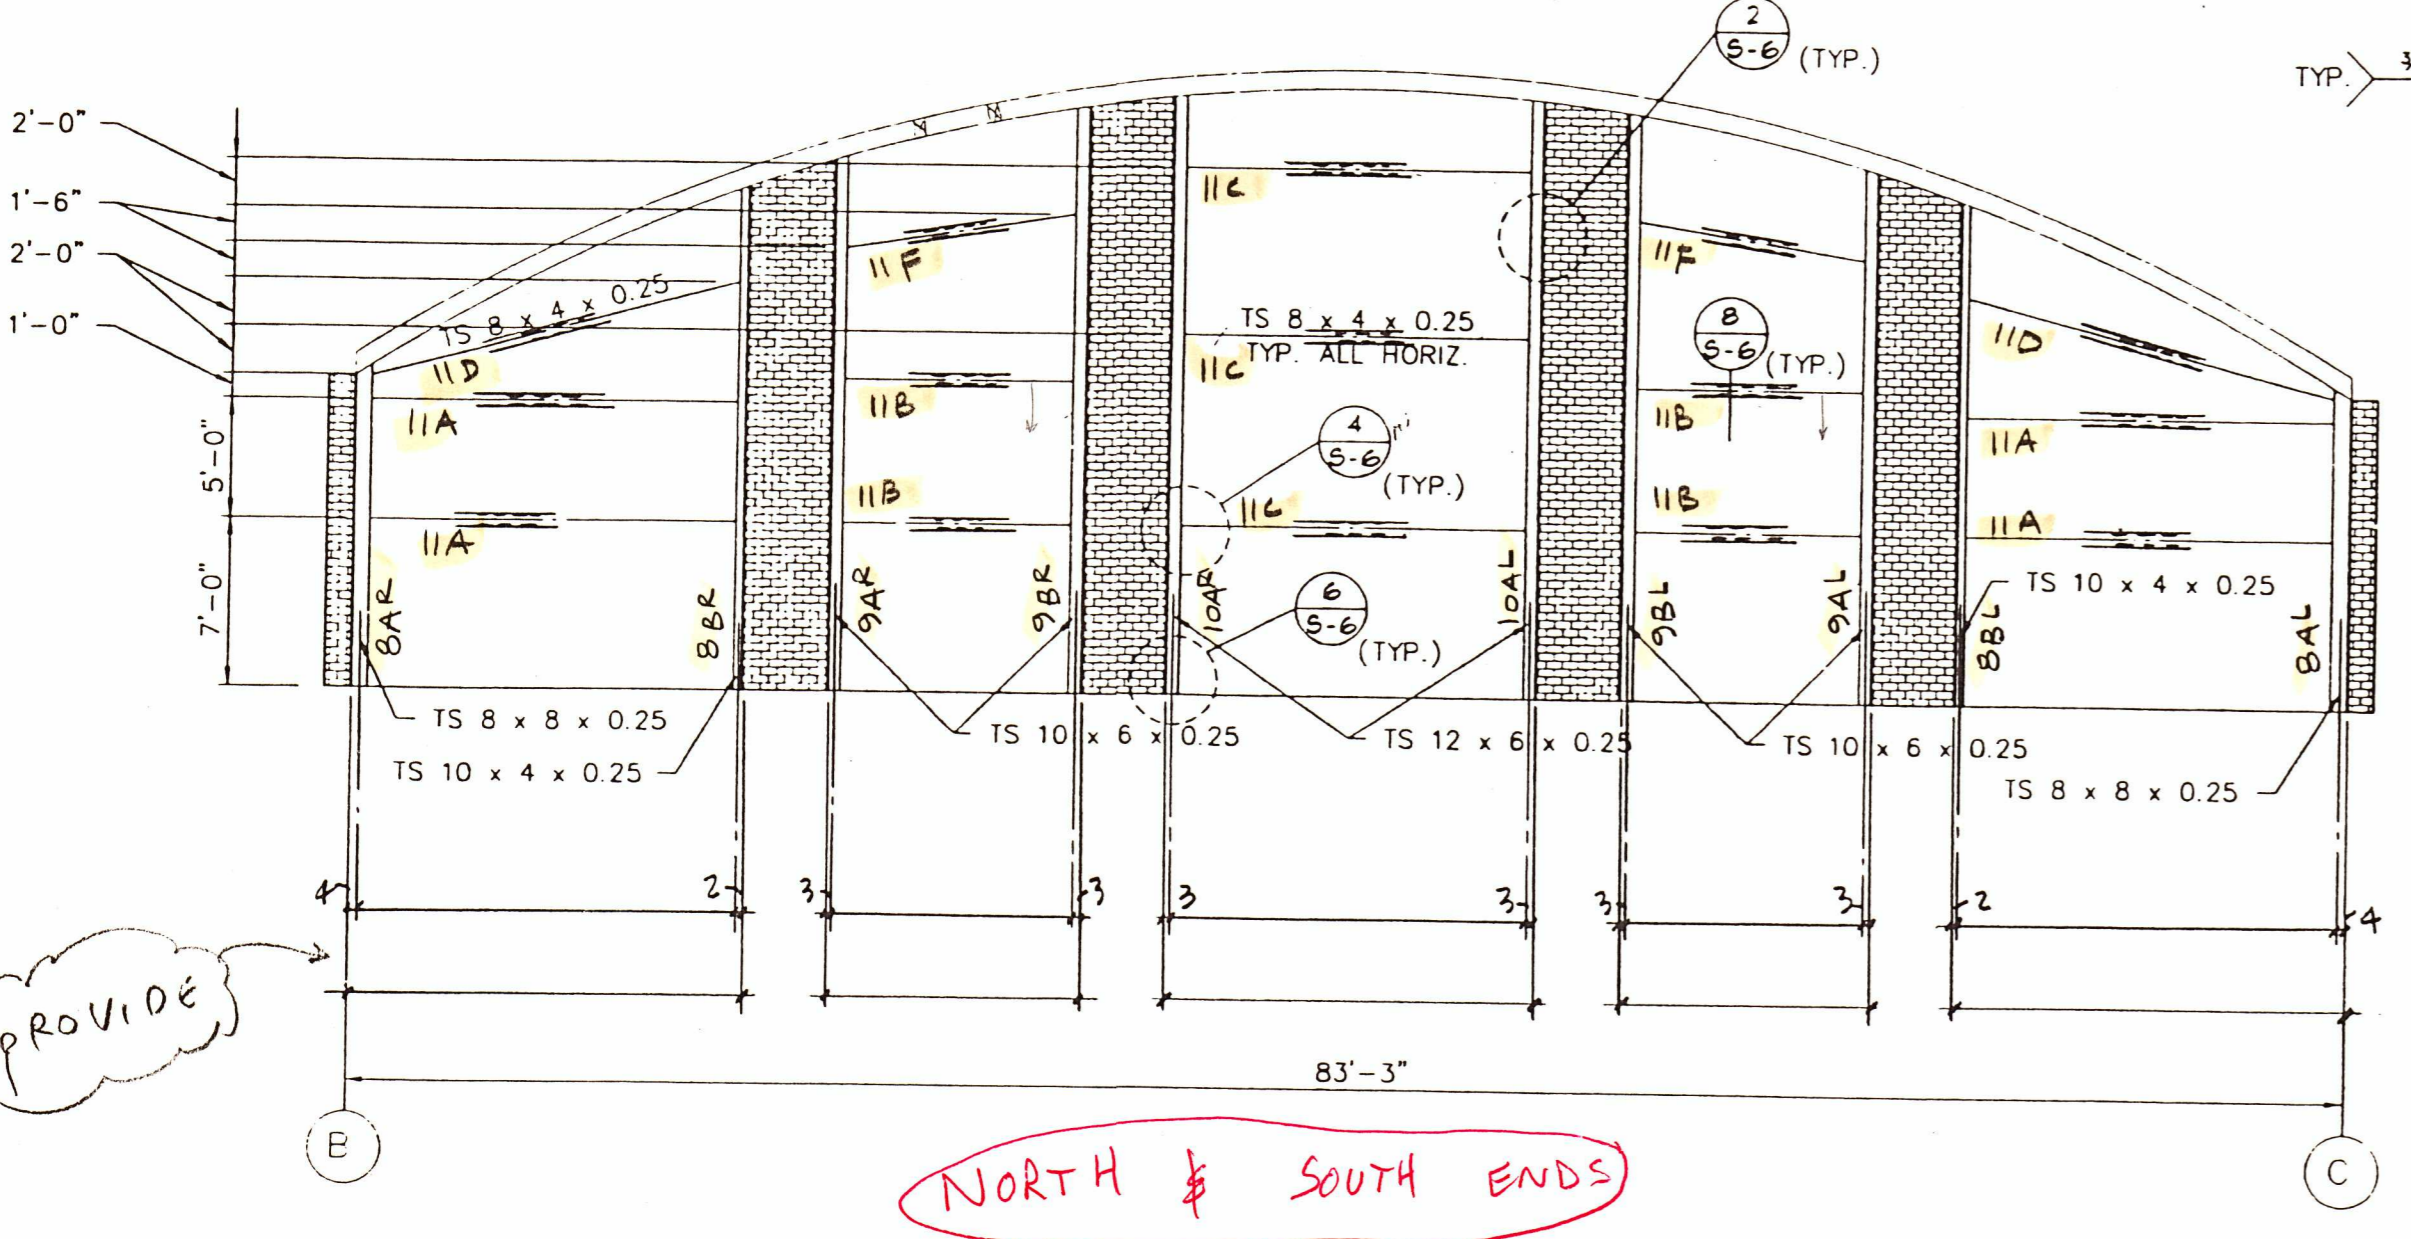 2
S-6
(TYP.)
TYP.
2'-0"
1'-6"
2'-0"
1'-0"
5'-0"
7'-0"
11C
11F
11F
TS 8 x 4 x 0.25
TS 8 x 4 x 0.25
TYP. ALL HORIZ.
8
S-6
(TYP.)
11D
11D
11C
11A
11B
11B
11A
4
S-6
(TYP.)
11B
11C
11B
11A
11A
8AR
8BR
9AR
9BR
10AR
10AL
9BL
9AL
8BL
8AL
6
S-6
(TYP.)
TS 10 x 4 x 0.25
TS 8 x 8 x 0.25
TS 10 x 6 x 0.25
TS 12 x 6 x 0.25
TS 10 x 6 x 0.25
TS 10 x 4 x 0.25
TS 8 x 8 x 0.25
4
2
3
3
3
3
3
3
2
4
PROVIDE
83'-3"
B
C
NORTH & SOUTH ENDS